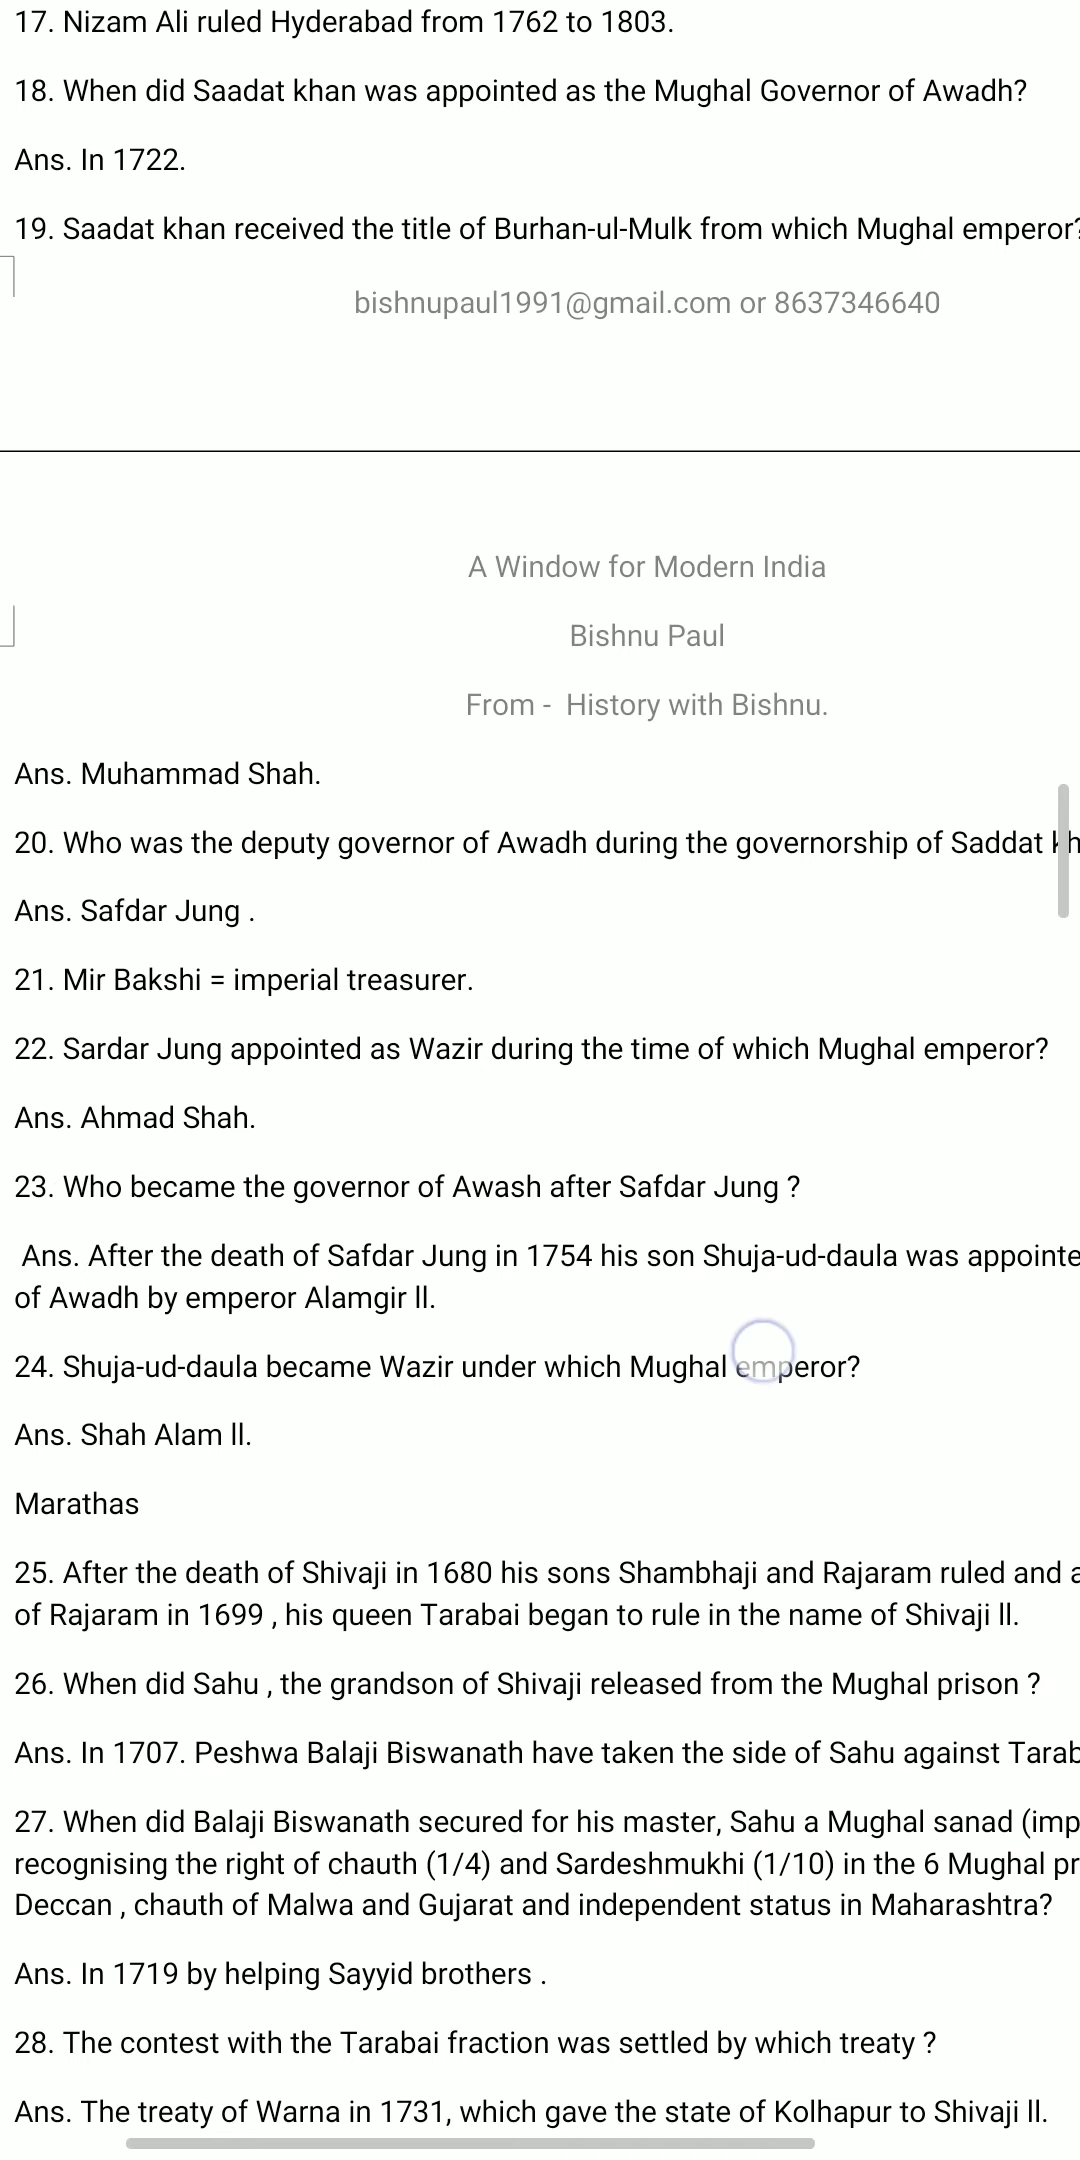 17. Nizam Ali ruled Hyderabad from 1762 to 1803.
18. When did Saadat khan was appointed as the Mughal Governor of Awadh?
Ans. In 1722.
19. Saadat khan received the title of Burhan-ul-Mulk from which Mughal emperor?
bishnupaul1991@gmail.com or 8637346640
A Window for Modern India
Bishnu Paul
From - History with Bishnu.
Ans. Muhammad Shah.
20. Who was the deputy governor of Awadh during the governorship of Saddat kh
Ans. Safdar Jung .
21. Mir Bakshi = imperial treasurer.
22. Sardar Jung appointed as Wazir during the time of which Mughal emperor?
Ans. Ahmad Shah.
23. Who became the governor of Awash after Safdar Jung ?
Ans. After the death of Safdar Jung in 1754 his son Shuja-ud-daula was appointe
of Awadh by emperor Alamgir ll.
24. Shuja-ud-daula became Wazir under which Mughal emperor?
Ans. Shah Alam ll.
Marathas
25. After the death of Shivaji in 1680 his sons Shambhaji and Rajaram ruled and a
of Rajaram in 1699 , his queen Tarabai began to rule in the name of Shivaji ll.
26. When did Sahu , the grandson of Shivaji released from the Mughal prison ?
Ans. In 1707. Peshwa Balaji Biswanath have taken the side of Sahu against Tarab
27. When did Balaji Biswanath secured for his master, Sahu a Mughal sanad (imp
recognising the right of chauth (1/4) and Sardeshmukhi (1/10) in the 6 Mughal pr
Deccan , chauth of Malwa and Gujarat and independent status in Maharashtra?
Ans. In 1719 by helping Sayyid brothers .
28. The contest with the Tarabai fraction was settled by which treaty ?
Ans. The treaty of Warna in 1731, which gave the state of Kolhapur to Shivaji ll.